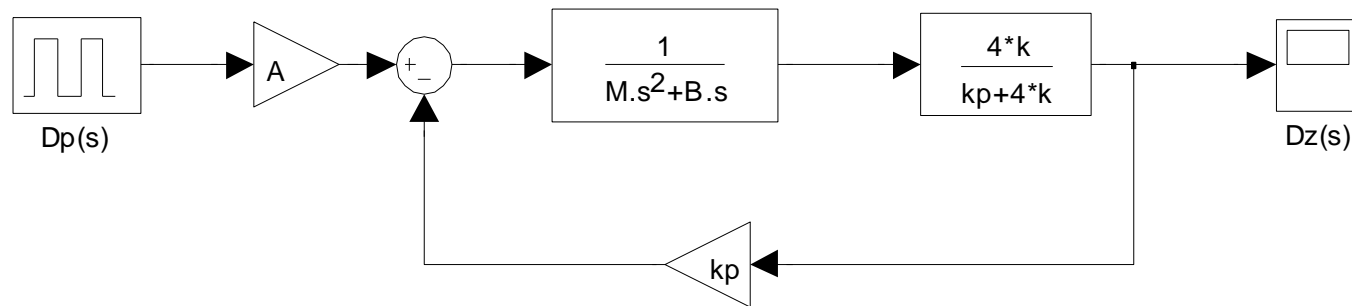 Dp(s)
A
+
_
1
M.s²+B.s
4*k
kp+4*k
Dz(s)
kp